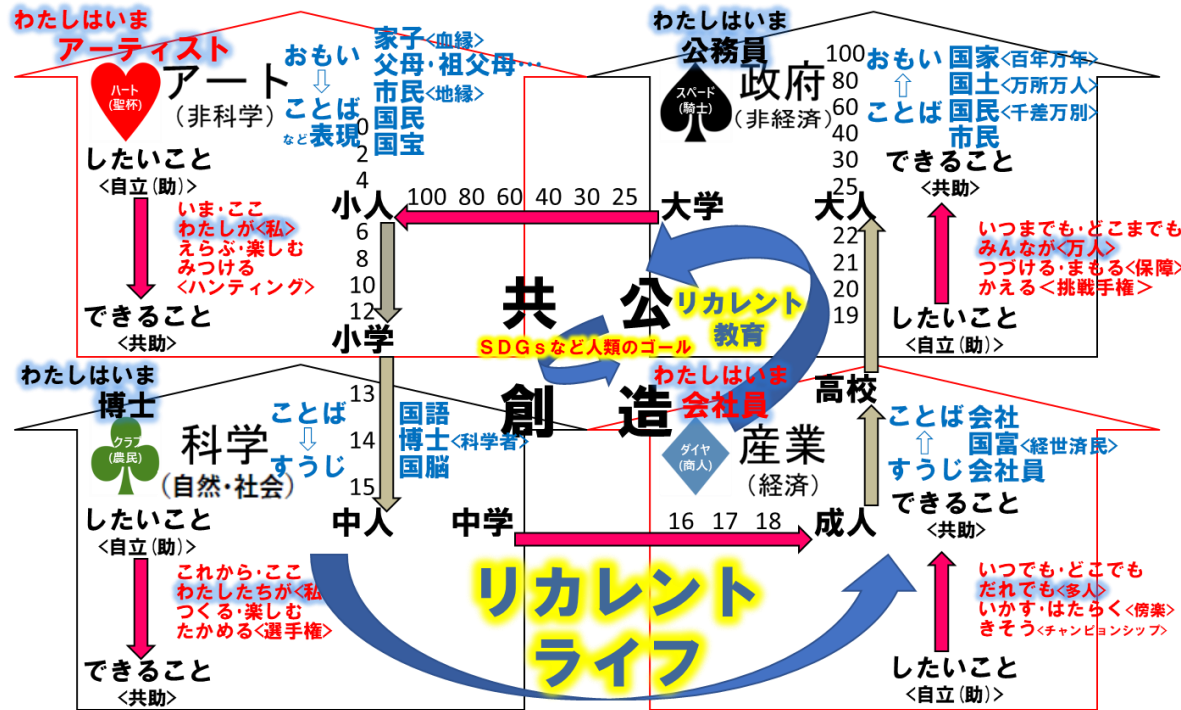 わたしはいま
アーティスト
ハート
(聖杯)
アート
(非科学)
おもい
⇩
ことば
など表現
家子<血縁>
父母・祖父母…
市民<地縁>
国民
国宝
0
2
4
したいこと
<自立(助)>
いま・ここ
わたしが<私>
えらぶ・楽しむ
みつける
<ハンティング>
できること
<共助>
小人
100 80 60 40 30 25
大学
6
8
10
12
小学
わたしはいま
公務員
スペード
(騎士)
政府
(非経済)
100
80
60
40
30
25
おもい
⇧
ことば
国家<百年万年>
国土<万所万人>
国民<千差万別>
市民
できること
<共助>
大人
いつまでも・どこまでも
みんなが<万人>
つづける・まもる<保障>
かえる<挑戦手権>
したいこと
<自立(助)>
22
21
20
19
高校
共 公
創 造
SDGsなど人類のゴール
リカレント
教育
わたしはいま
博士
クラブ
(農民)
科学
(自然・社会)
ことば
⇩
すうじ
13
14
15
国語
博士<科学者>
国脳
したいこと
<自立(助)>
これから・ここ
わたしたちが<私
つくる・楽しむ
たかめる<選手権>
できること
<共助>
中人
中学
16 17 18
成人
わたしはいま
会社員
ダイヤ
(商人)
産業
(経済)
ことば
⇧
すうじ
会社
国富<経世済民>
会社員
できること
<共助>
いつでも・どこでも
だれでも<多人>
いかす・はたらく<傍楽>
きそう<チャンピョンシップ>
したいこと
<自立(助)>
リカレント
ライフ